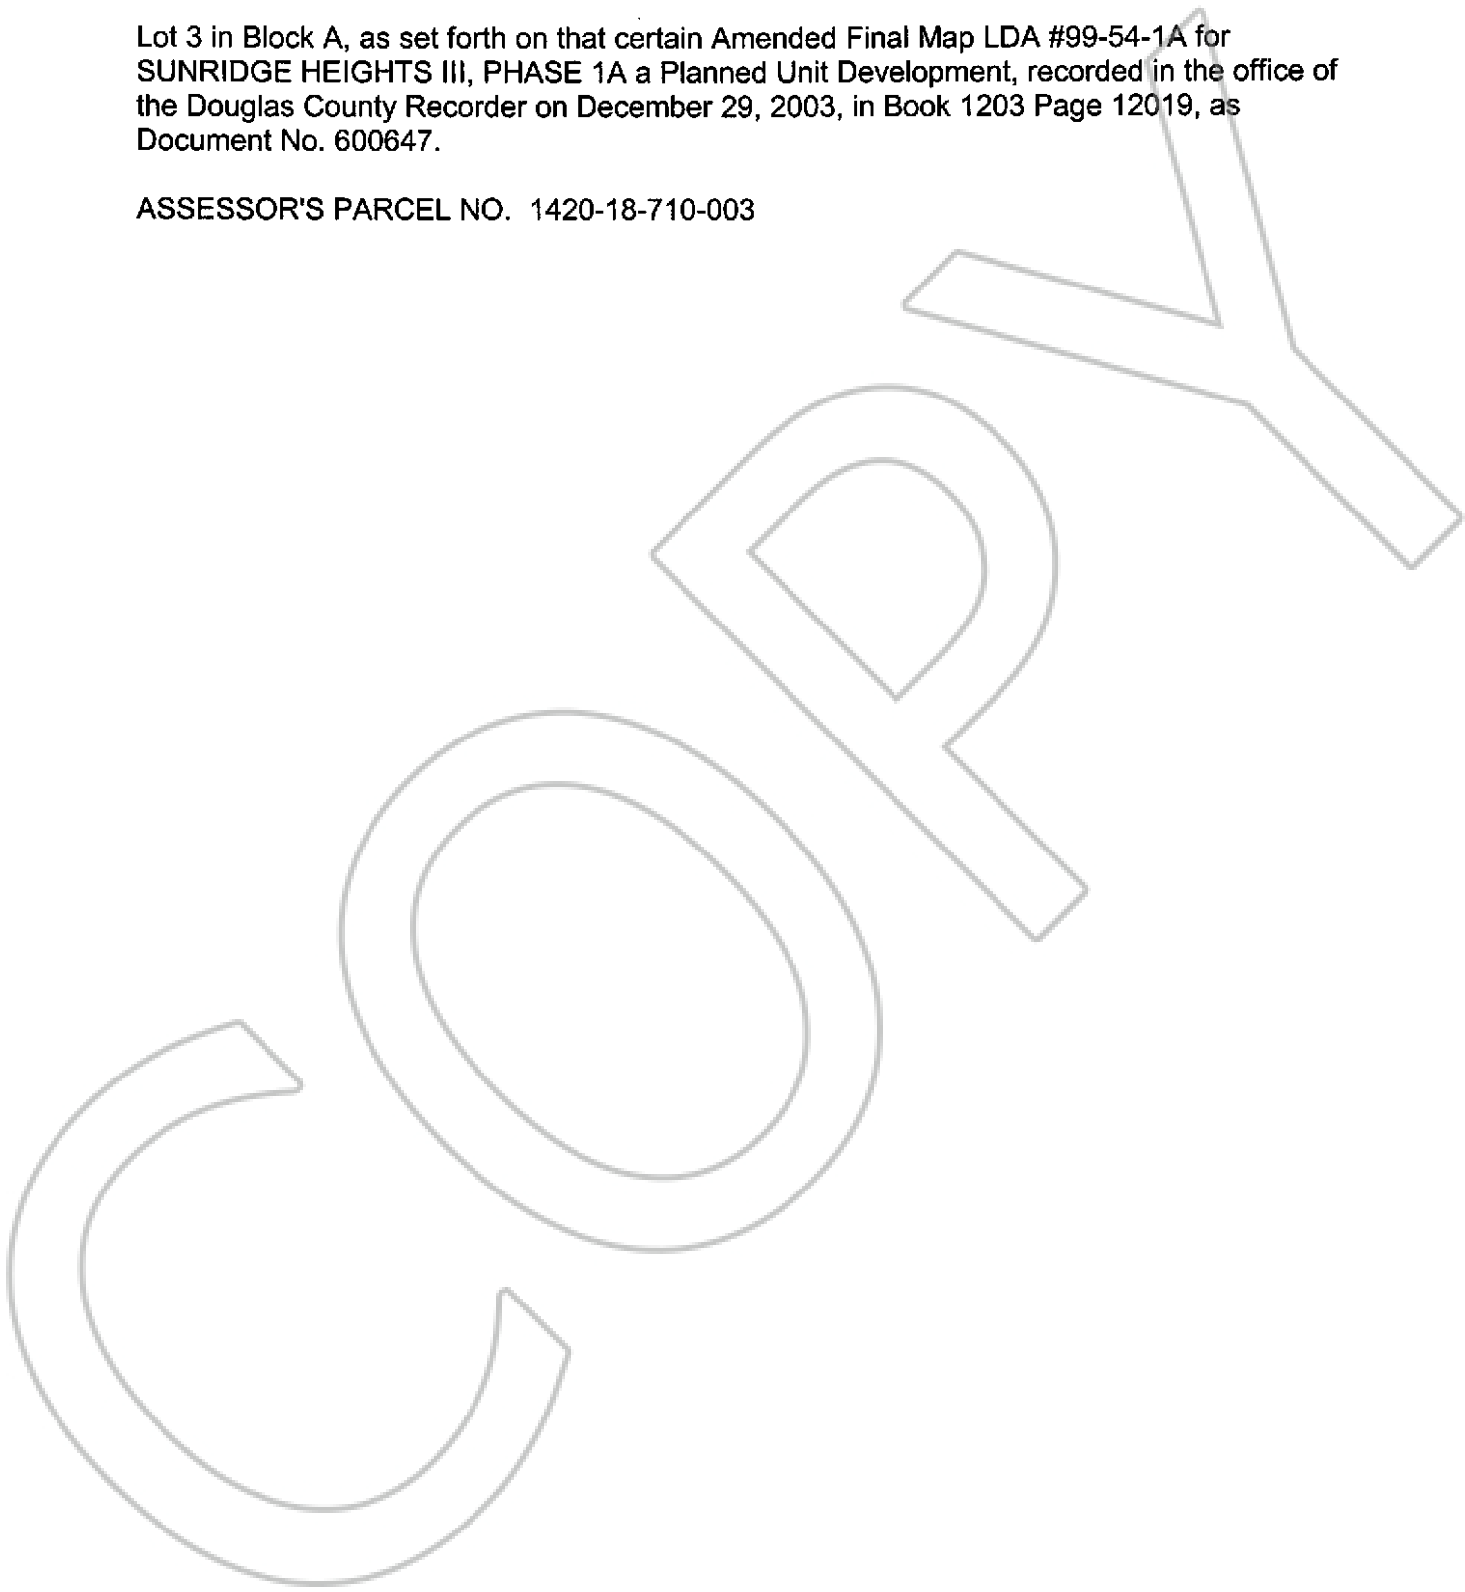 Lot 3 in Block A, as set forth on that certain Amended Final Map LDA #99-54-1A for
SUNRIDGE HEIGHTS III, PHASE 1A a Planned Unit Development, recorded in the office of
the Douglas County Recorder on December 29, 2003, in Book 1203 Page 12019, as
Document No. 600647.
ASSESSOR'S PARCEL NO. 1420-18-710-003
COPY